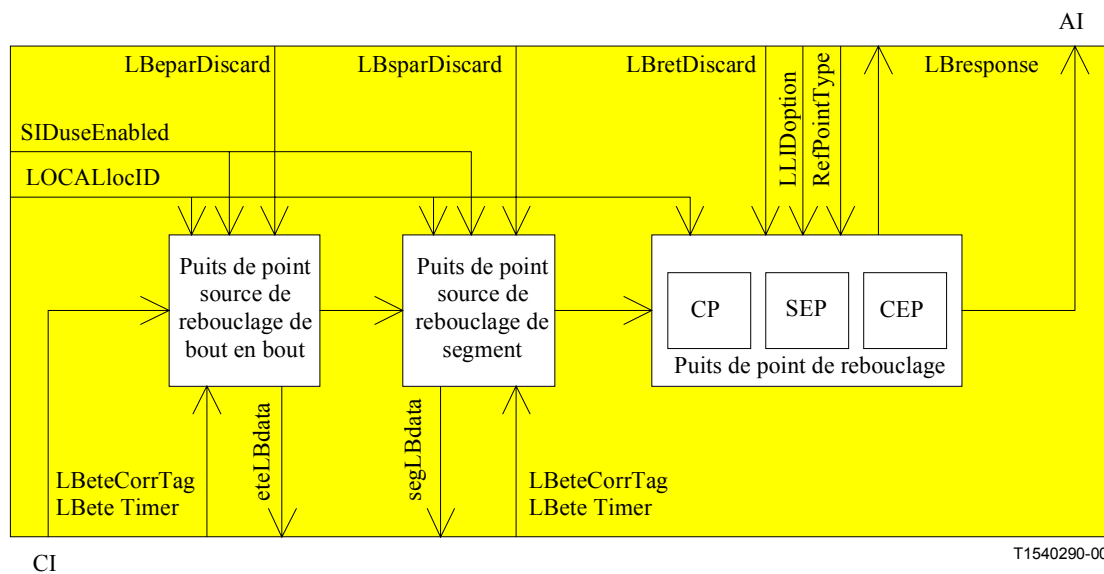 AI
LBeparDiscard
LBsparDiscard
LBretDiscard
LLIDoption
RefPointType
LBresponse
SIDuseEnabled
LOCALlocID
Puits de point
source de
rebouclage de
bout en bout
Puits de point
source de
rebouclage de
segment
CP
SEP
CEP
Puits de point de rebouclage
LBeteCorrTag
LBete Timer
eteLBdata
segLBdata
LBeteCorrTag
LBete Timer
CI
T1540290-00